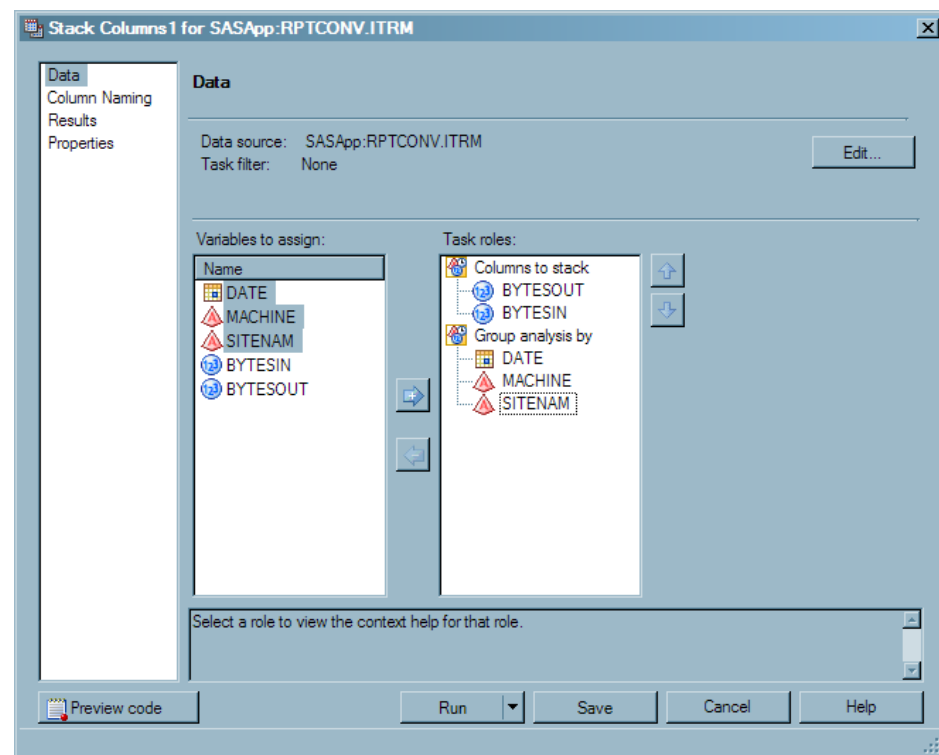 Stack Columns1 for SASApp:RPTCONV.ITRM
Data
Column Naming
Results
Properties
Data
Data source: SASApp:RPTCONV.ITRM
Task filter: None
Edit...
Variables to assign:
Name
DATE
MACHINE
SITENAM
BYTESIN
BYTESOUT
Task roles:
Columns to stack
BYTESOUT
BYTESIN
Group analysis by
DATE
MACHINE
SITENAM
Select a role to view the context help for that role.
Preview code
Run
Save
Cancel
Help